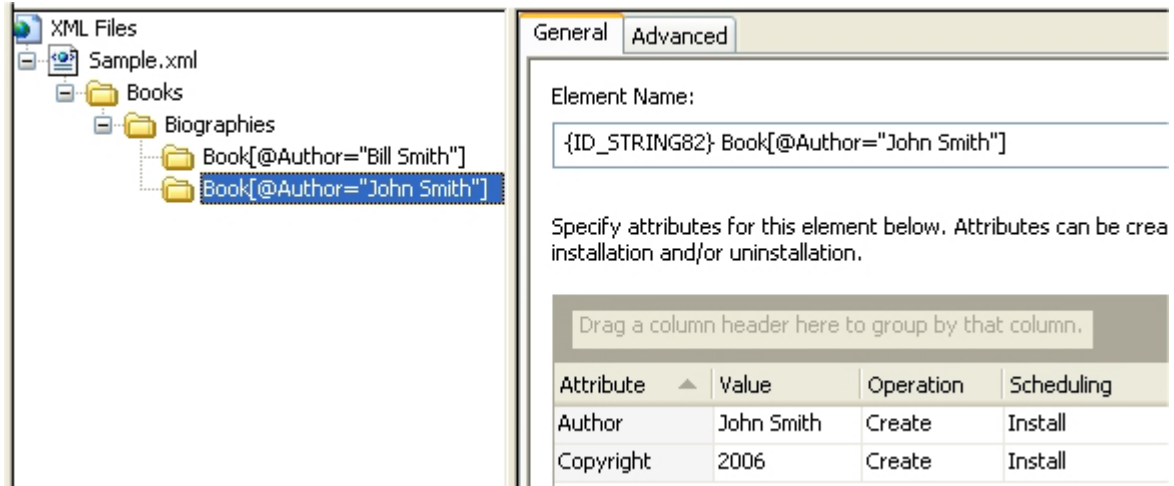 XML Files
Sample.xml
Books
Biographies
Book[@Author="Bill Smith"]
Book[@Author="John Smith"]
General Advanced
Element Name:
{ID_STRING82} Book[@Author="John Smith"]
Specify attributes for this element below. Attributes can be crea
installation and/or uninstallation.
Drag a column header here to group by that column.
Attribute Value Operation Scheduling
Author John Smith Create Install
Copyright 2006 Create Install